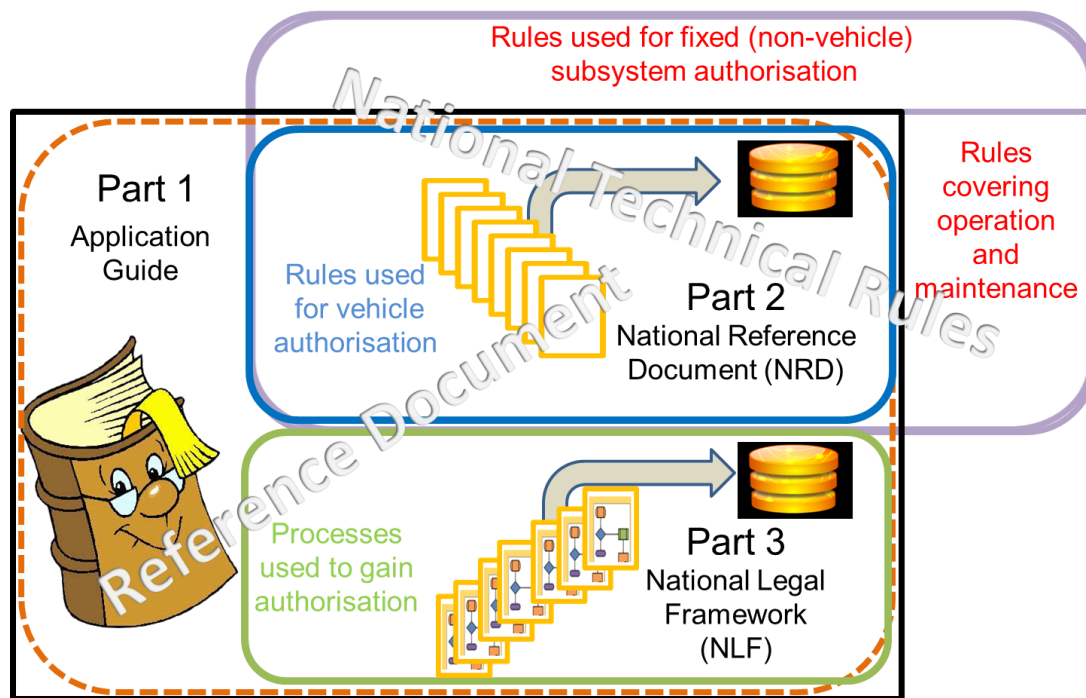 Rules used for fixed (non-vehicle)
subsystem authorisation
National Technical Rules
Rules
covering
operation
and
maintenance
Part 1
Application
Guide
Rules used
for vehicle
authorisation
Part 2
National Reference
Document (NRD)
Reference Document
Processes
used to gain
authorisation
Part 3
National Legal
Framework
(NLF)